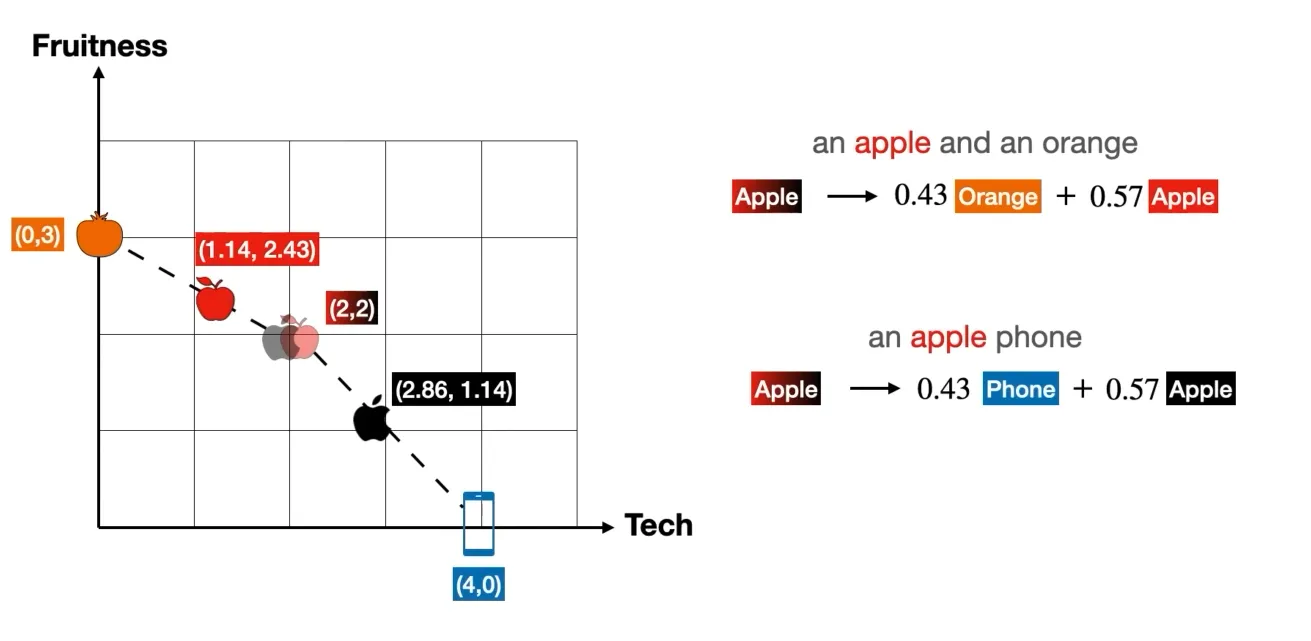 Fruitness
(0,3)
(1.14, 2.43)
(2,2)
(2.86, 1.14)
Tech
(4,0)
an apple and an orange
Apple → 0.43 Orange + 0.57 Apple
an apple phone
Apple → 0.43 Phone + 0.57 Apple